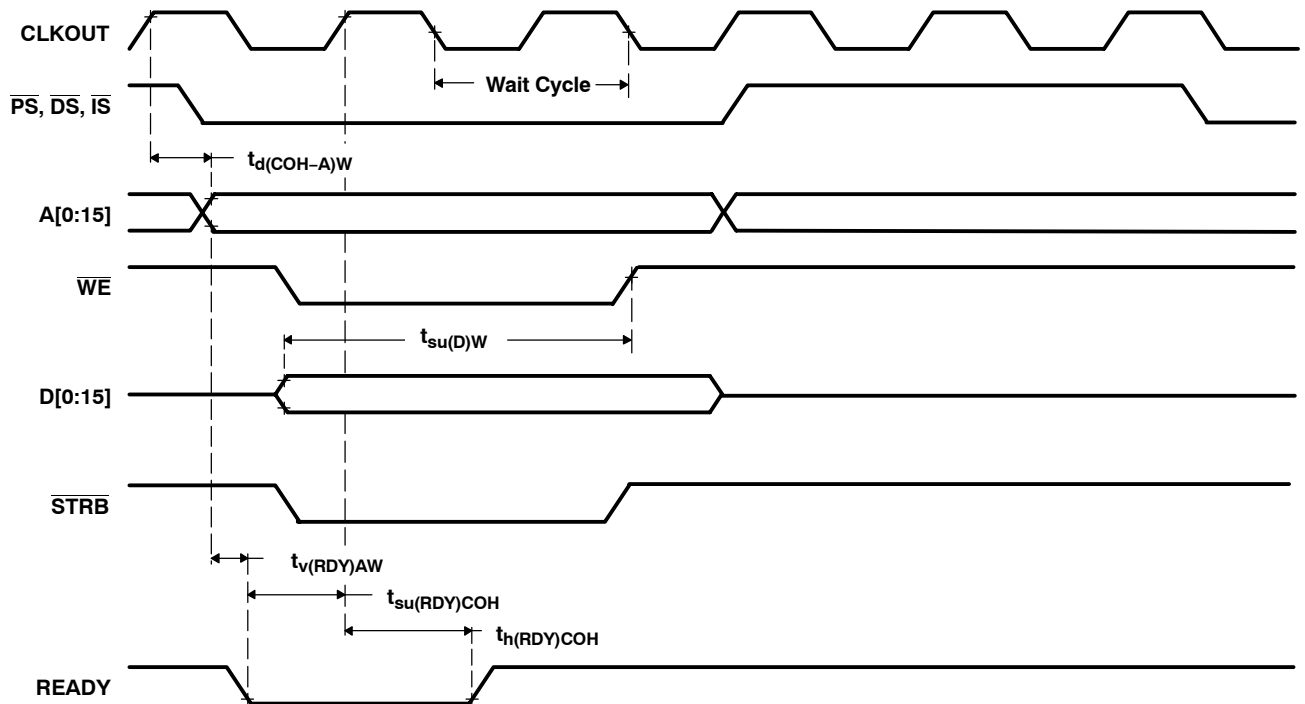 CLKOUT
Wait Cycle
PS, DS, IS
td(COH–A)W
A[0:15]
WE
tsu(D)W
D[0:15]
STRB
tv(RDY)AW
tsu(RDY)COH
th(RDY)COH
READY